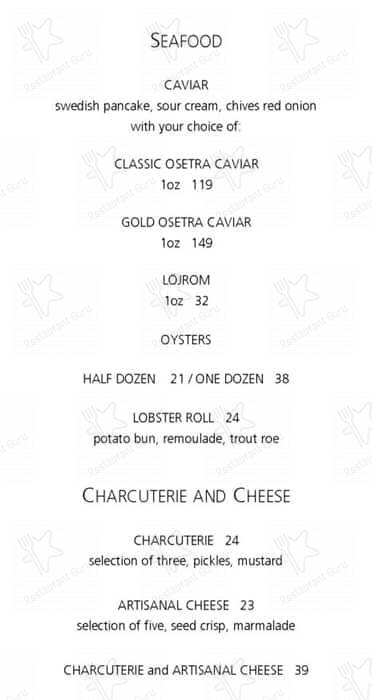 SEAFOOD
CAVIAR
swedish pancake, sour cream, chives red onion
with your choice of:
CLASSIC OSETRA CAVIAR
1oz 119
GOLD OSETRA CAVIAR
1oz 149
LÖJROM
1oz 32
OYSTERS
HALF DOZEN 21 / ONE DOZEN 38
LOBSTER ROLL 24
potato bun, remoulade, trout roe
CHARCUTERIE AND CHEESE
CHARCUTERIE 24
selection of three, pickles, mustard
ARTISANAL CHEESE 23
selection of five, seed crisp, marmalade
CHARCUTERIE and ARTISANAL CHEESE 39
Restaurant Guru